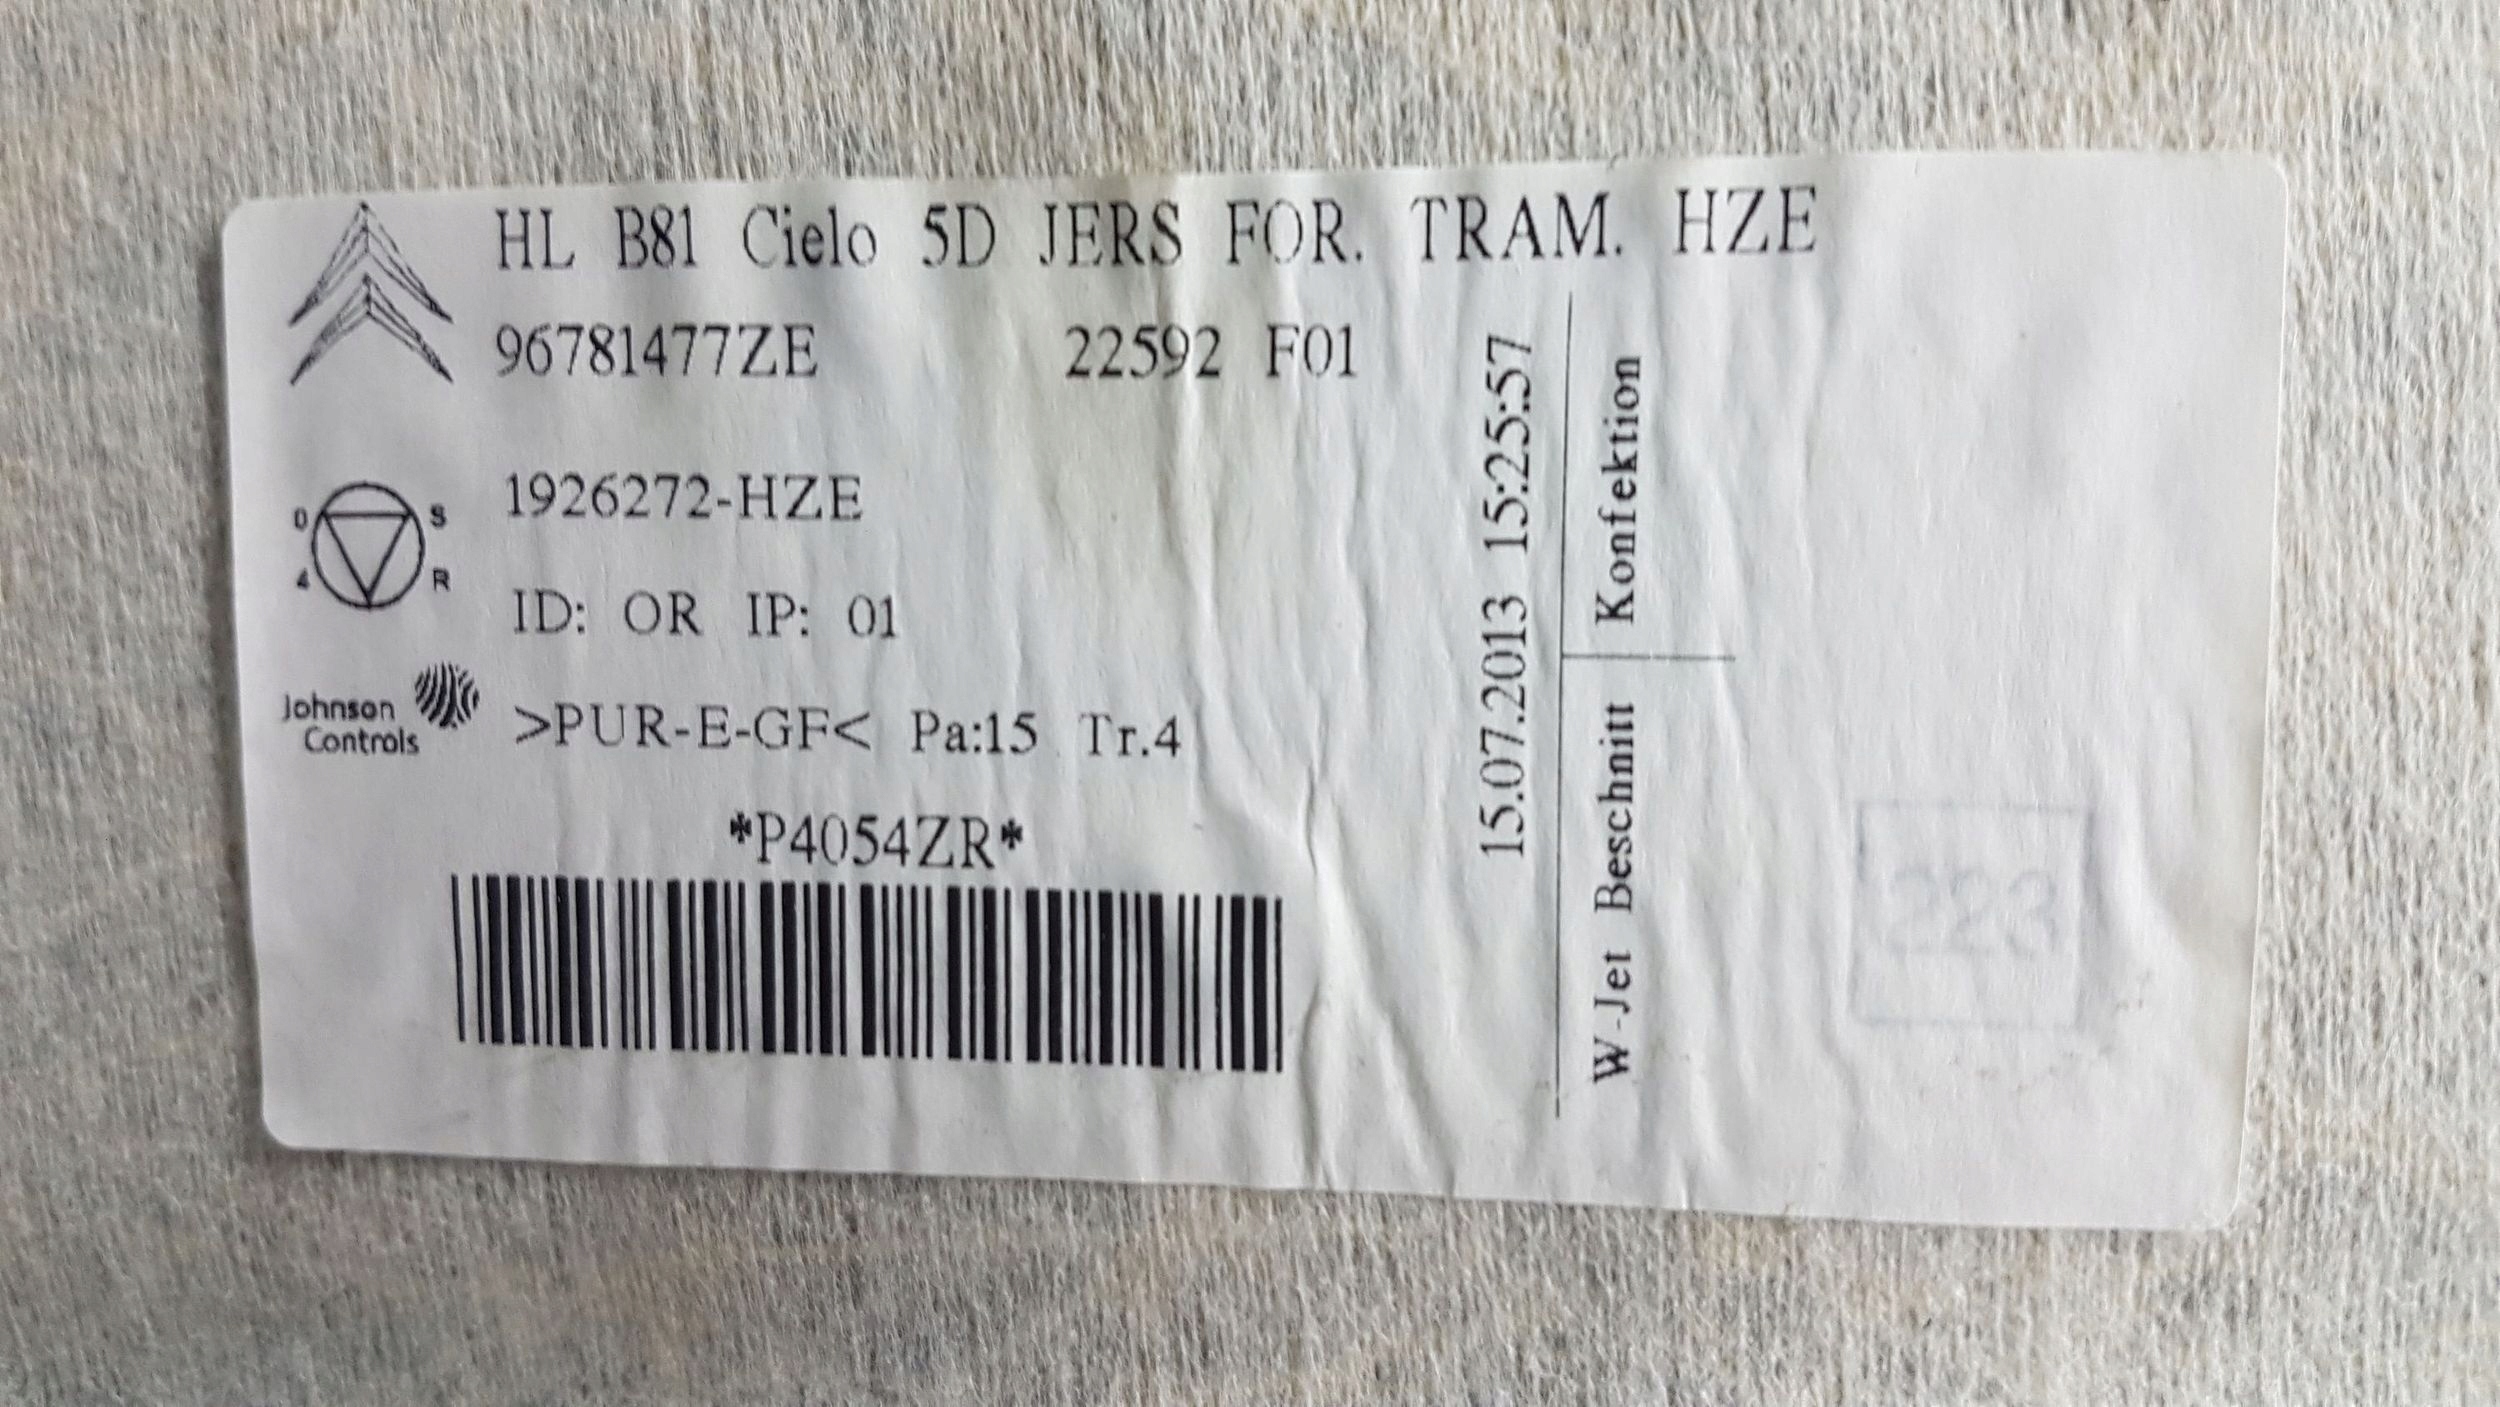 HL B81 Cielo 5D JERS FOR. TRAM. HZE
96781477ZE 22592 F01
O S
4 R
1926272-HZE
ID: OR IP: 01
Johnson
Controls
>PUR-E-GF< Pa:15 Tr.4
*P4054ZR*
15.07.2013 15:25:57
W-Jet Beschnitt Konfektion
223